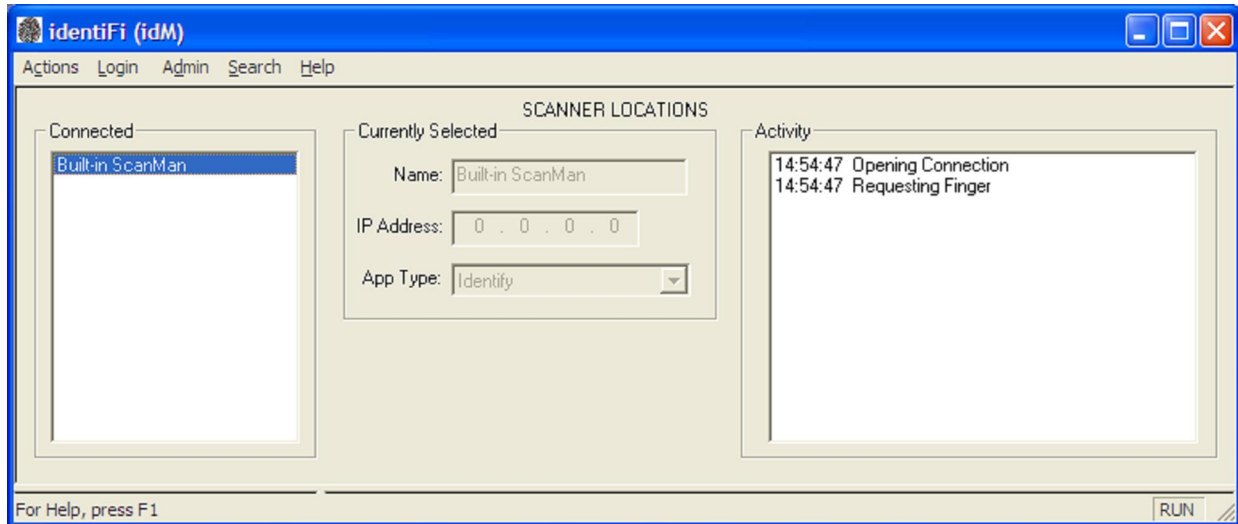 identiFi (idM)
Actions Login Admin Search Help
SCANNER LOCATIONS
Connected
Built-in ScanMan
Currently Selected
Name: Built-in ScanMan
IP Address: 0 . 0 . 0 . 0
App Type: Identify
Activity
14:54:47 Opening Connection
14:54:47 Requesting Finger
For Help, press F1
RUN